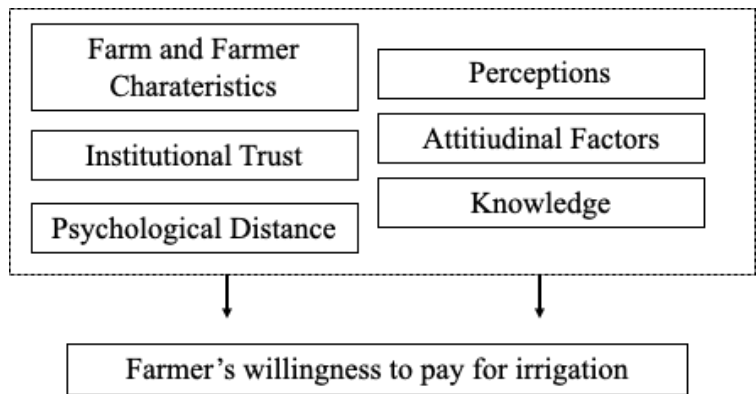 Farm and Farmer
Charateristics
Institutional Trust
Psychological Distance
Perceptions
Attitiudinal Factors
Knowledge
Farmer’s willingness to pay for irrigation